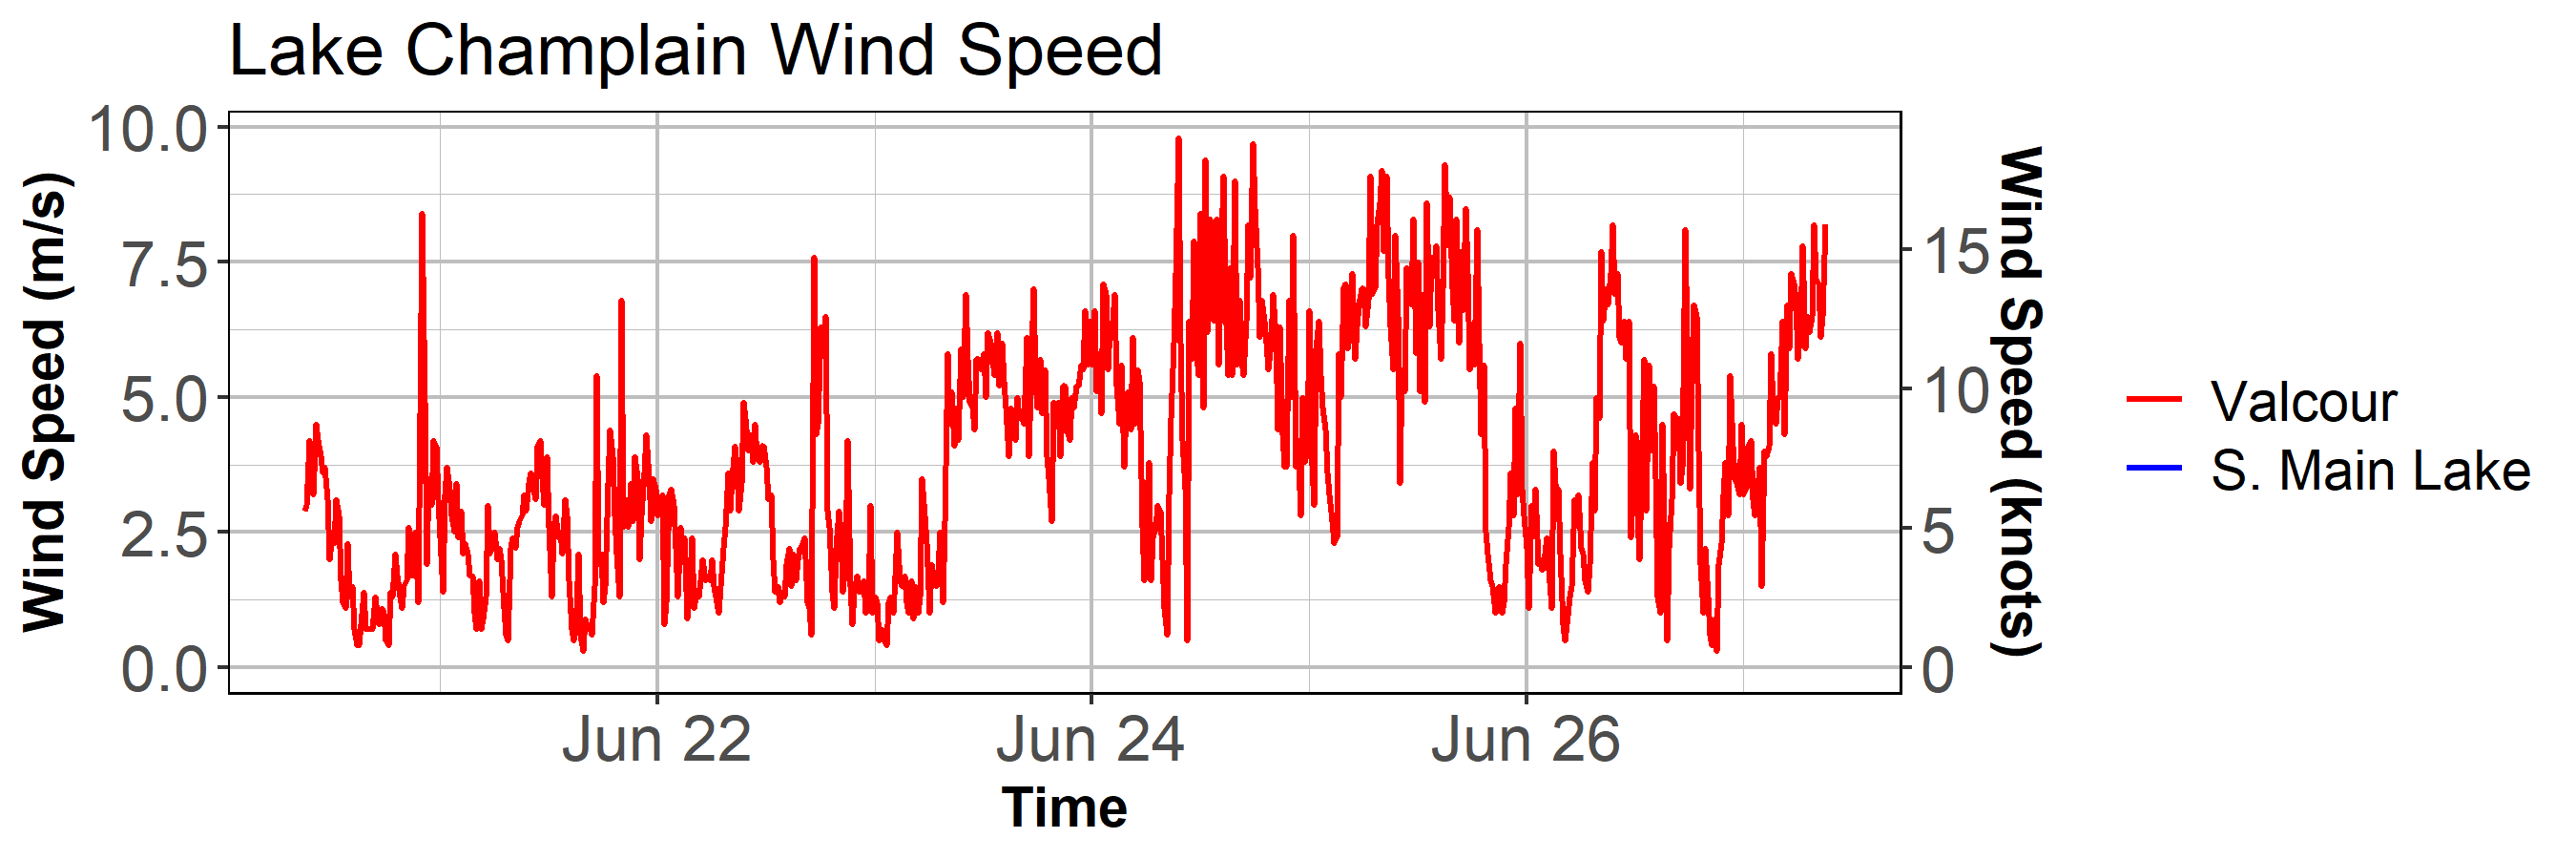 Lake Champlain Wind Speed
Wind Speed (m/s)
10.0
7.5
5.0
2.5
0.0
Jun 22
Jun 24
Jun 26
Time
15
10
5
0
Wind Speed (knots)
Valcour
S. Main Lake